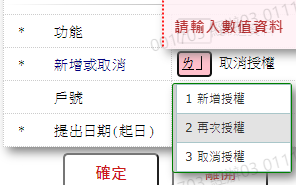 請輸入數值資料
* 功能
* 新增或取消 取消授權
戶號
* 提出日期(起日)
1 新增授權
2 再次授權
3 取消授權
確定
離開